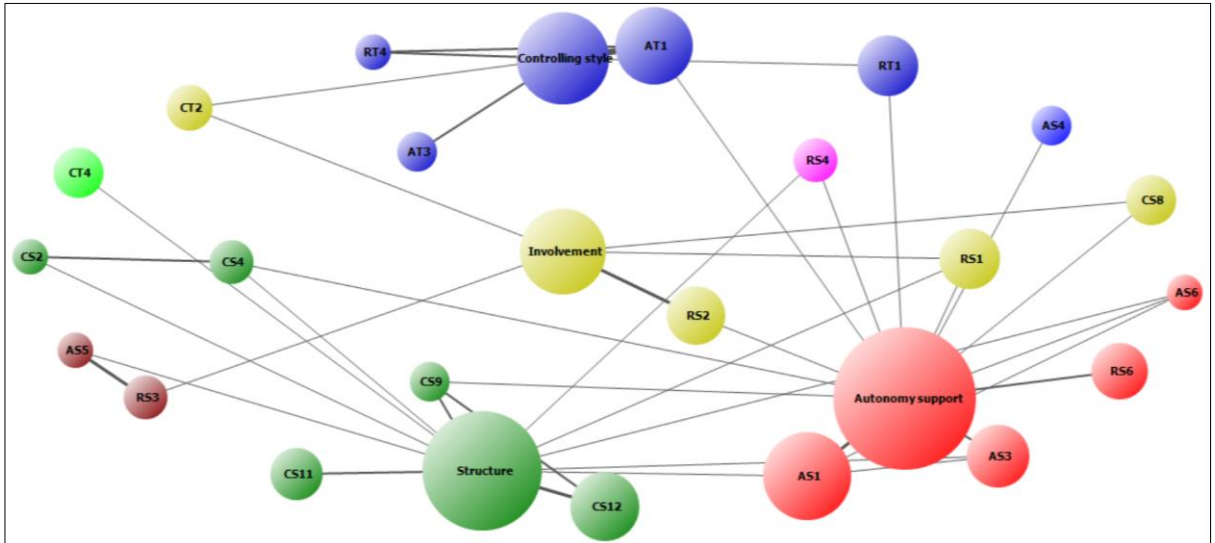 AT1
RT4
Controlling style
RT1
CT2
AS4
AT3
RS4
CT4
CS8
Involvement
CS2
CS4
RS1
AS6
RS2
AS5
RS6
CS9
RS3
Autonomy support
AS3
Structure
CS11
AS1
CS12